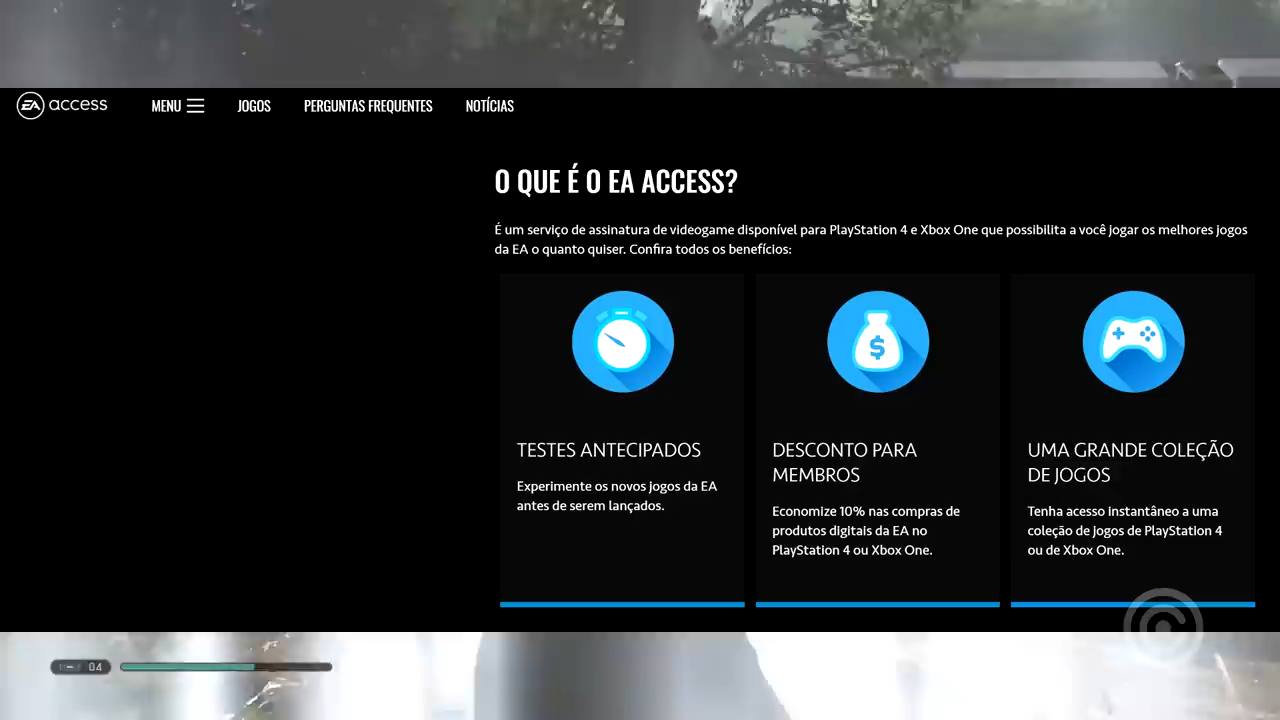 EA access MENU JOGOS PERGUNTAS FREQUENTES NOTÍCIAS
O QUE É O EA ACCESS?
É um serviço de assinatura de videogame disponível para PlayStation 4 e Xbox One que possibilita a você jogar os melhores jogos
da EA o quanto quiser. Confira todos os benefícios:
$
TESTES ANTECIPADOS
Experimente os novos jogos da EA
antes de serem lançados.
DESCONTO PARA
MEMBROS
Economize 10% nas compras de
produtos digitais da EA no
PlayStation 4 ou Xbox One.
UMA GRANDE COLEÇÃO
DE JOGOS
Tenha acesso instantâneo a uma
coleção de jogos de PlayStation 4
ou de Xbox One.
04